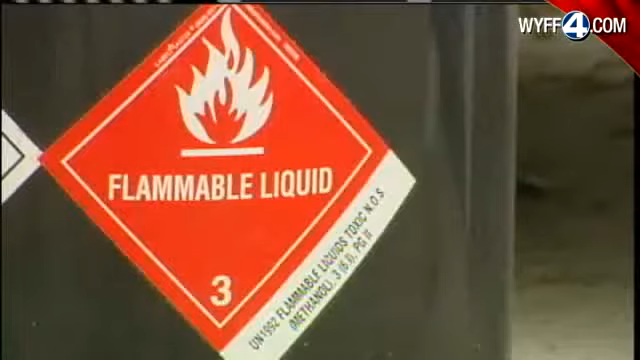 WYFF4.COM
FLAMMABLE LIQUID
3
UN1992 FLAMMABLE LIQUIDS TOXIC N.O.S
(METHANOL), 3 (6.1), PG II